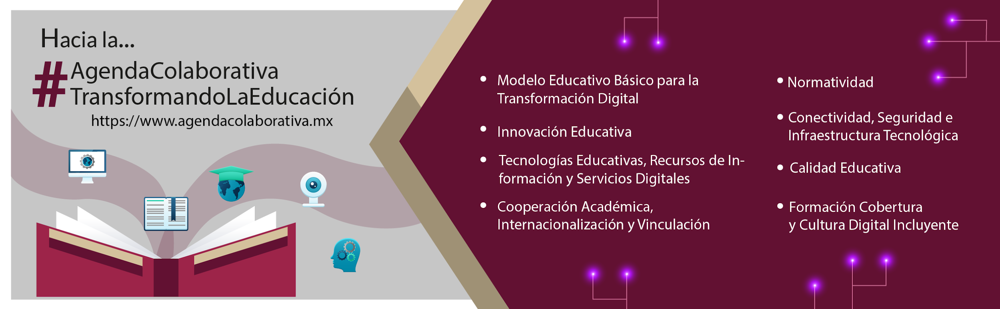 Hacia la...
#AgendaColaborativa
TransformandoLaEducación
https://www.agendacolaborativa.mx
• Modelo Educativo Básico para la
Transformación Digital
• Innovación Educativa
• Tecnologías Educativas, Recursos de In-
formación y Servicios Digitales
• Cooperación Académica,
Internacionalización y Vinculación
• Normatividad
• Conectividad, Seguridad e
Infraestructura Tecnológica
• Calidad Educativa
• Formación Cobertura
y Cultura Digital Incluyente